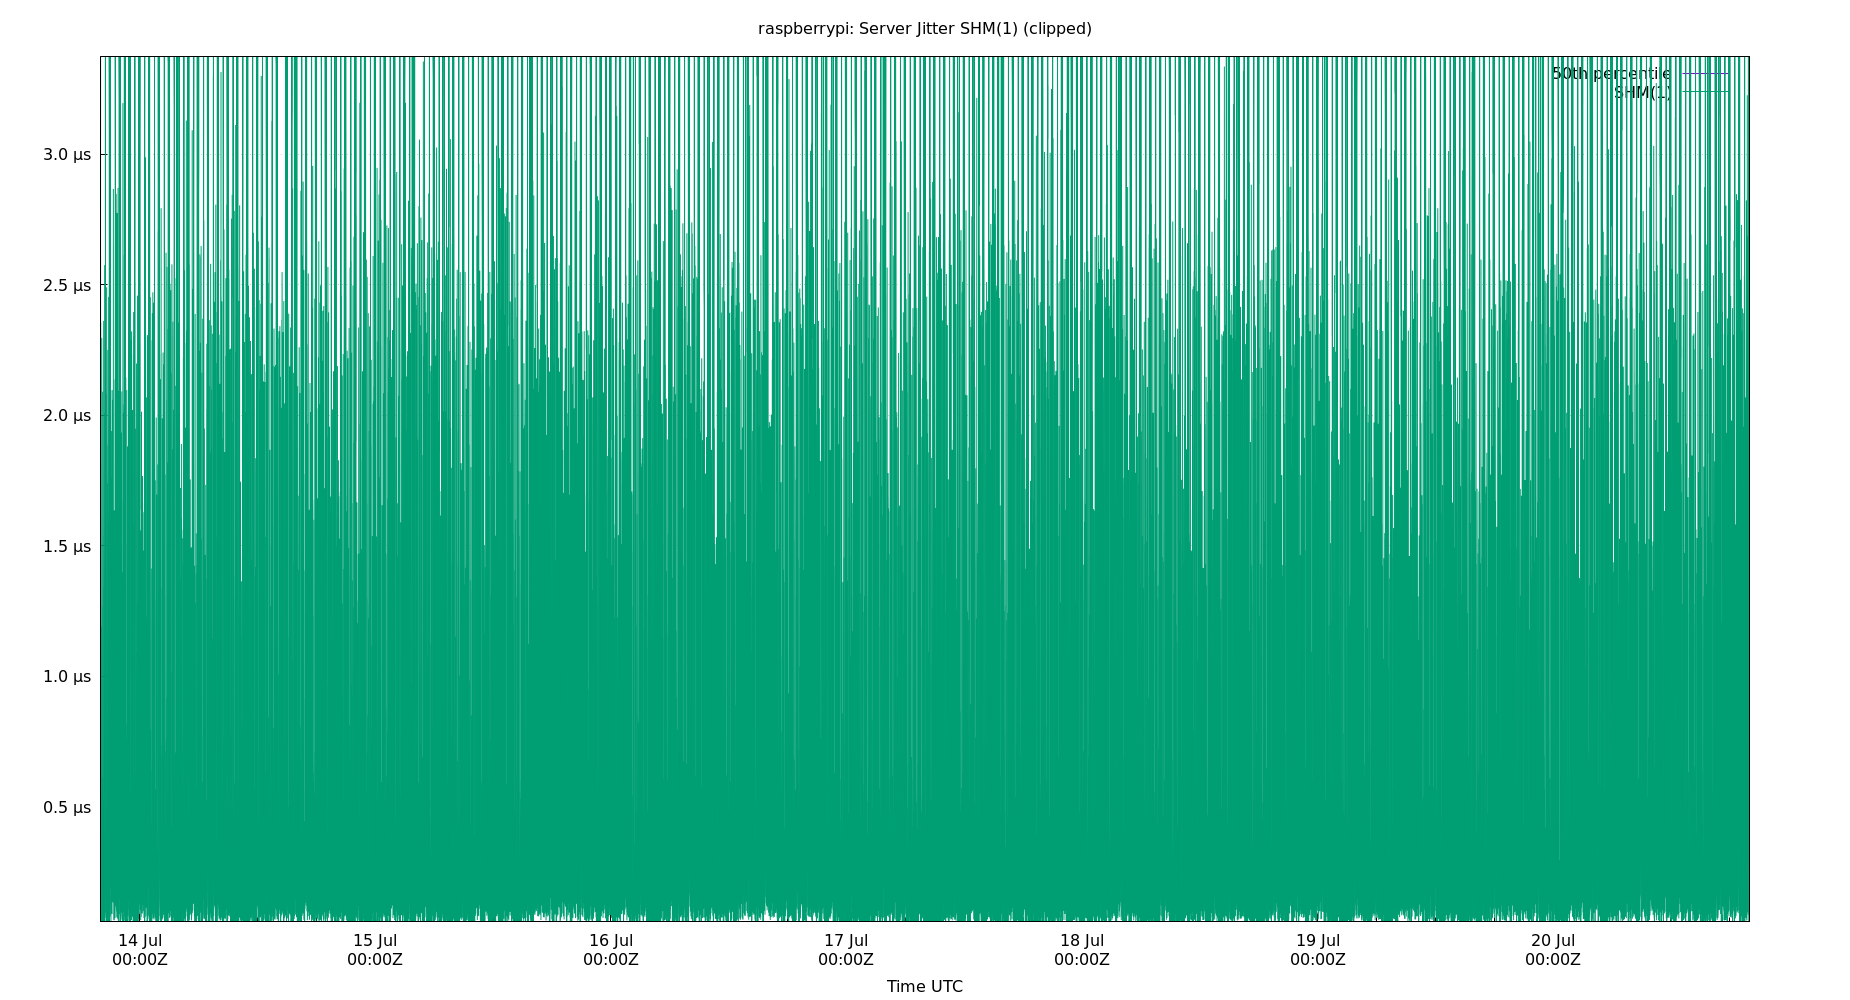 raspberrypi: Server Jitter SHM(1) (clipped)
50th percentile
SHM(1)
3.0 µs
2.5 µs
2.0 µs
1.5 µs
1.0 µs
0.5 µs
14 Jul 15 Jul 16 Jul 17 Jul 18 Jul 19 Jul 20 Jul
00:00Z 00:00Z 00:00Z 00:00Z 00:00Z 00:00Z 00:00Z
Time UTC